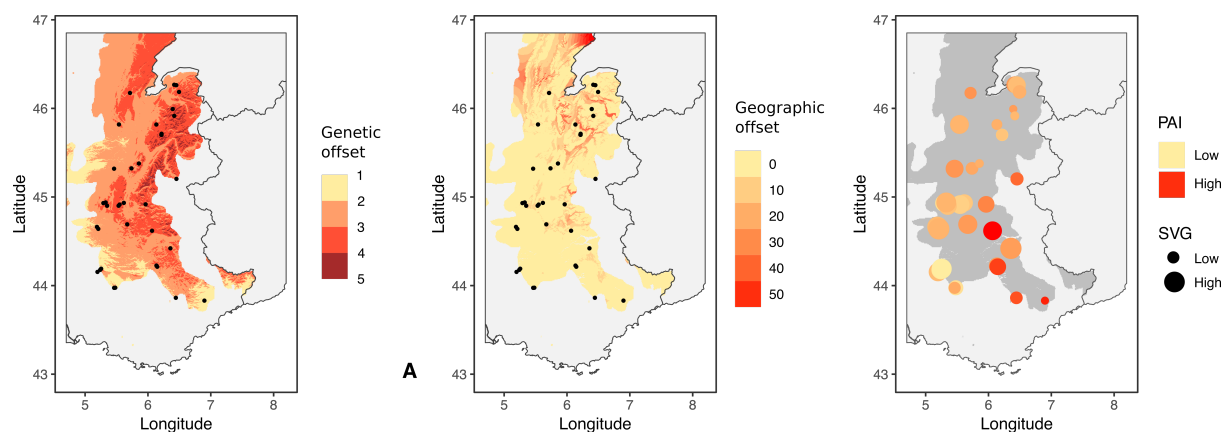 47
46
45
44
43
Latitude
5
6
7
8
Longitude
Genetic
offset
1
2
3
4
5
A
47
46
45
44
43
Latitude
5
6
7
8
Longitude
Geographic
offset
0
10
20
30
40
50
47
46
45
44
43
Latitude
5
6
7
8
Longitude
PAI
Low
High
SVG
Low
High